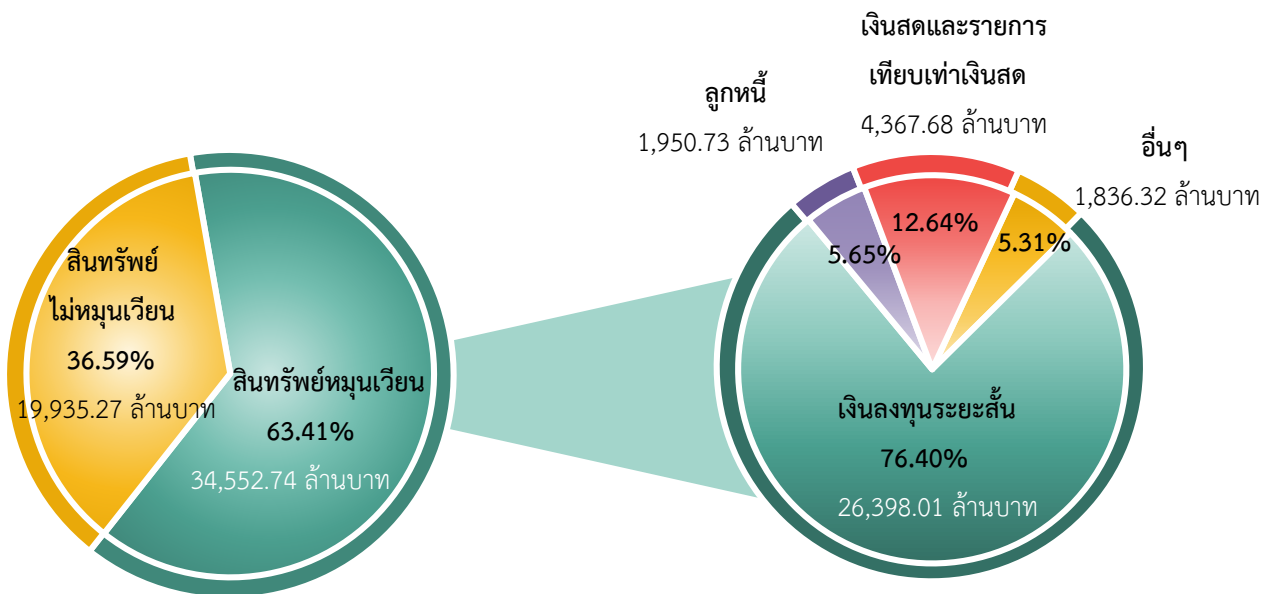 เงินสดและรายการ
เทียบเท่าเงินสด
4,367.68 ล้านบาท
ลูกหนี้
1,950.73 ล้านบาท
อื่นๆ
1,836.32 ล้านบาท
12.64%
5.65%
5.31%
สินทรัพย์
ไม่หมุนเวียน
36.59%
19,935.27 ล้านบาท
สินทรัพย์หมุนเวียน
63.41%
34,552.74 ล้านบาท
เงินลงทุนระยะสั้น
76.40%
26,398.01 ล้านบาท